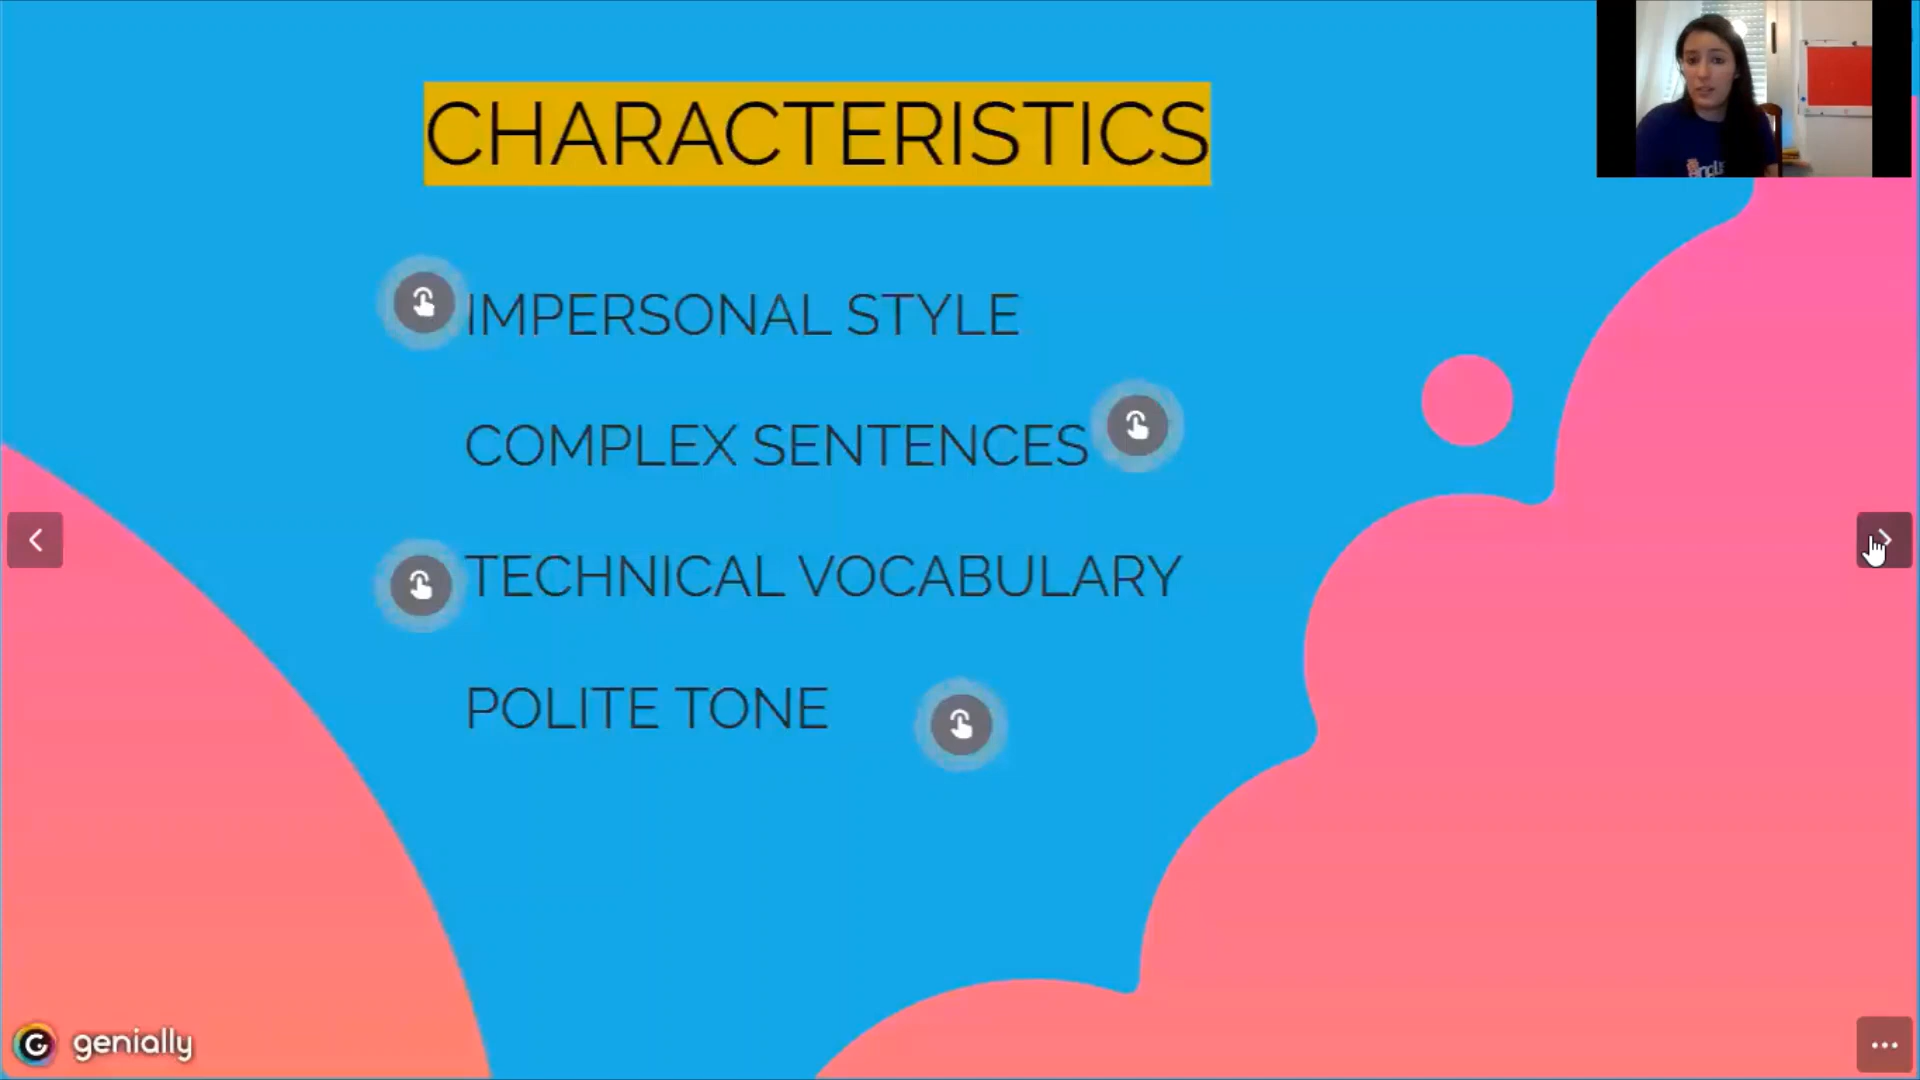 CHARACTERISTICS
IMPERSONAL STYLE
COMPLEX SENTENCES
TECHNICAL VOCABULARY
POLITE TONE
genially